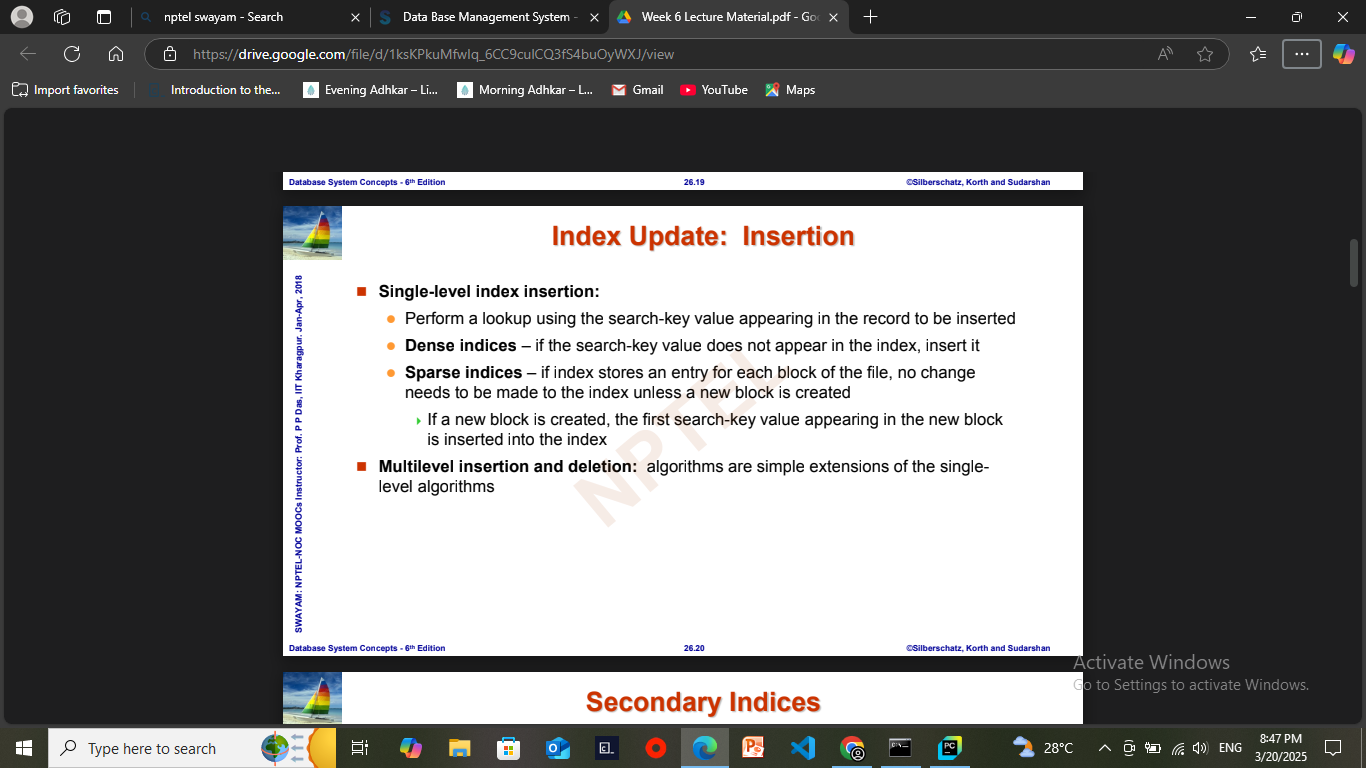 nptel swayam - Search
Data Base Management System -
Week 6 Lecture Material.pdf - Goo
https://drive.google.com/file/d/1ksKPkuMfwlq_6CC9culCQ3fS4buOyWXJ/view
Import favorites
Introduction to the...
Evening Adhkar – Li...
Morning Adhkar – L...
Gmail
YouTube
Maps
Database System Concepts - 6th Edition
26.19
©Silberschatz, Korth and Sudarshan
Index Update: Insertion
SWAYAM: NPTEL-NOC MOOCs Instructor: Prof. P P Das, IIT Kharagpur. Jan-Apr, 2018
Single-level index insertion:
Perform a lookup using the search-key value appearing in the record to be inserted
Dense indices – if the search-key value does not appear in the index, insert it
Sparse indices – if index stores an entry for each block of the file, no change
needs to be made to the index unless a new block is created
If a new block is created, the first search-key value appearing in the new block
is inserted into the index
Multilevel insertion and deletion: algorithms are simple extensions of the single-
level algorithms
NPTEL
Database System Concepts - 6th Edition
26.20
©Silberschatz, Korth and Sudarshan
Secondary Indices
Activate Windows
Go to Settings to activate Windows.
Type here to search
28°C
ENG
8:47 PM
3/20/2025